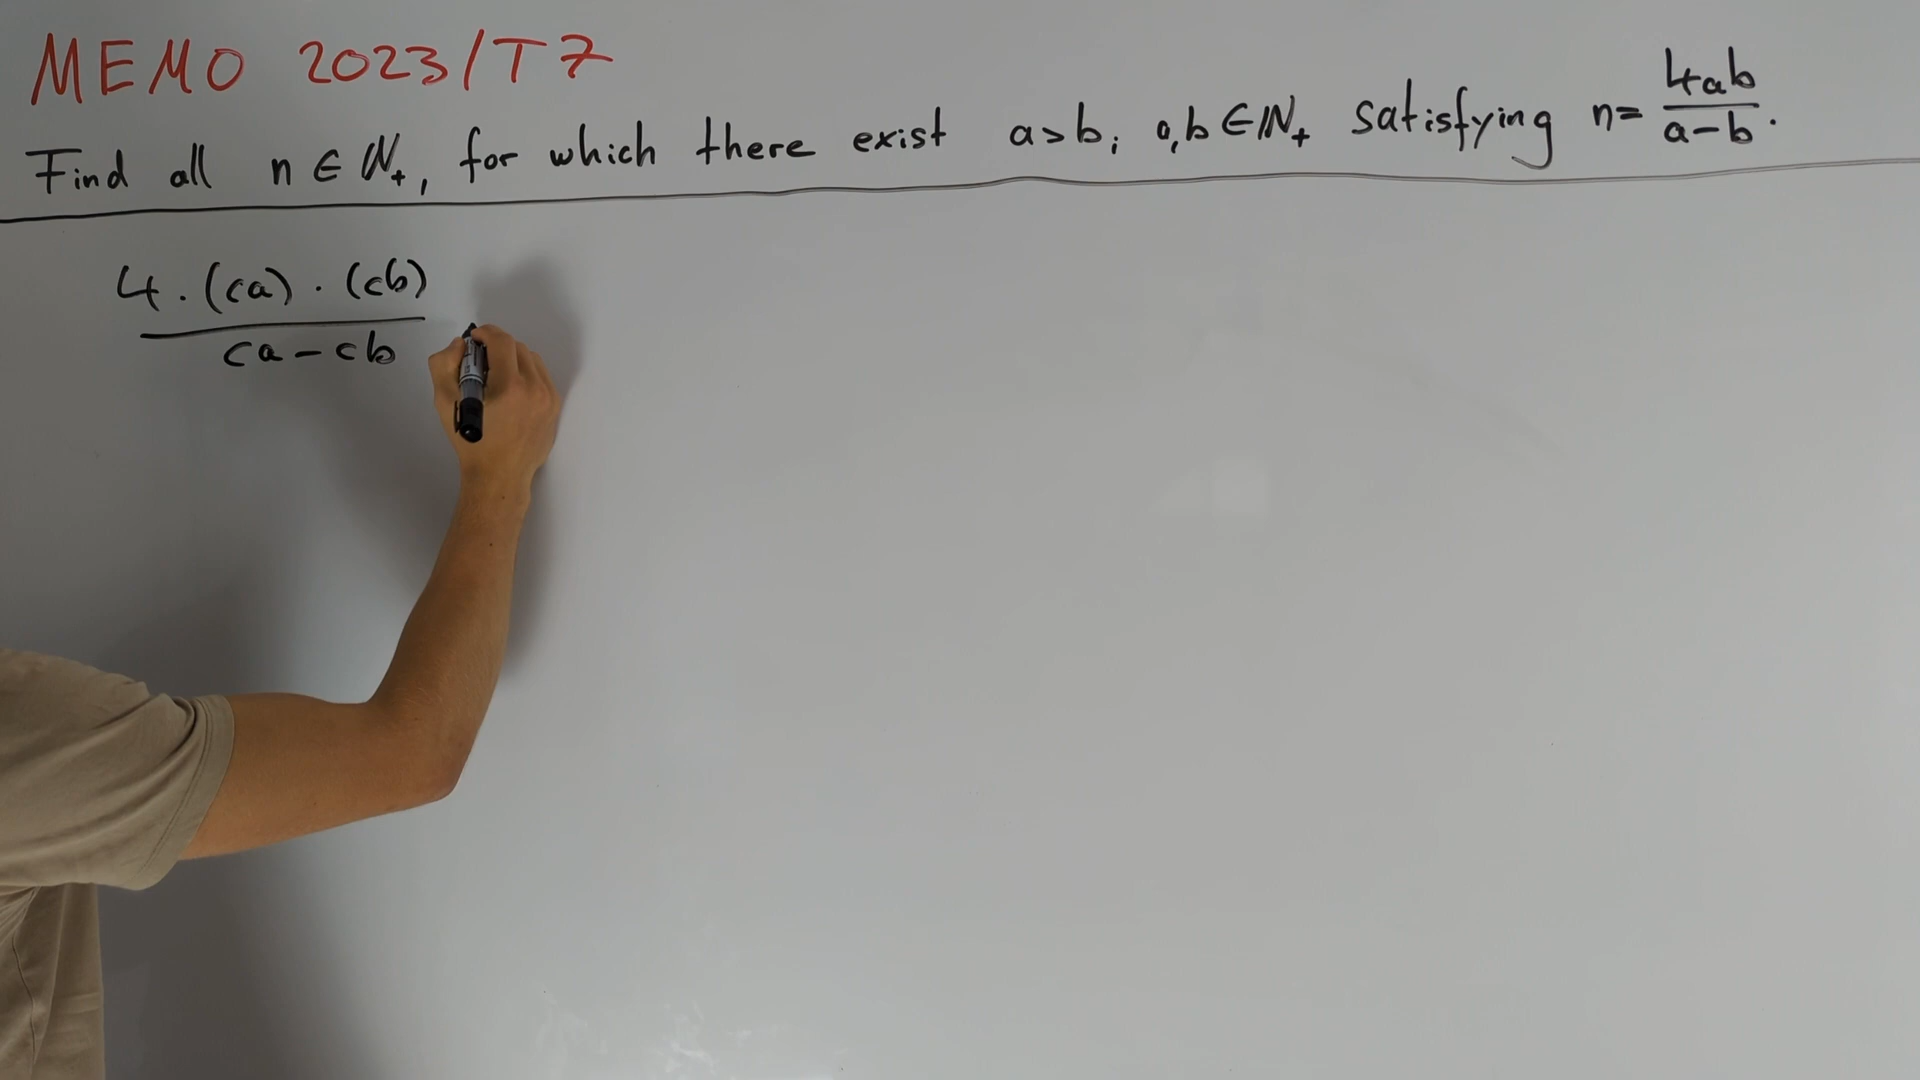 MEMO 2023/T7
Find all n ∈ ℕ₊, for which there exist a>b; a,b ∈ ℕ₊ satisfying n= 4ab/a-b.
4·(ca)·(cb)
ca-cb